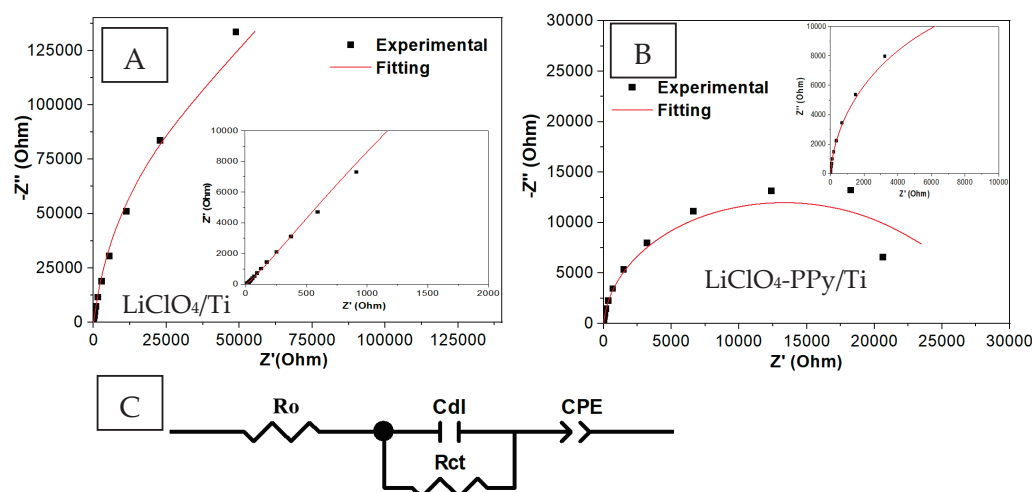 A
125000
100000
75000
50000
25000
0
-Z'' (Ohm)
0
25000
50000
75000
100000
125000
Z'(Ohm)
Experimental
Fitting
LiClO4/Ti
10000
8000
6000
4000
2000
0
Z' (Ohm)
0
500
1000
1500
2000
Z' (Ohm)
B
30000
25000
20000
15000
10000
5000
0
-Z'' (Ohm)
0
5000
10000
15000
20000
25000
30000
Z' (Ohm)
Experimental
Fitting
LiClO4-PPy/Ti
10000
8000
6000
4000
2000
0
Z'' (Ohm)
0
2000
4000
6000
8000
10000
Z' (Ohm)
C
Ro
Cdl
CPE
Rct